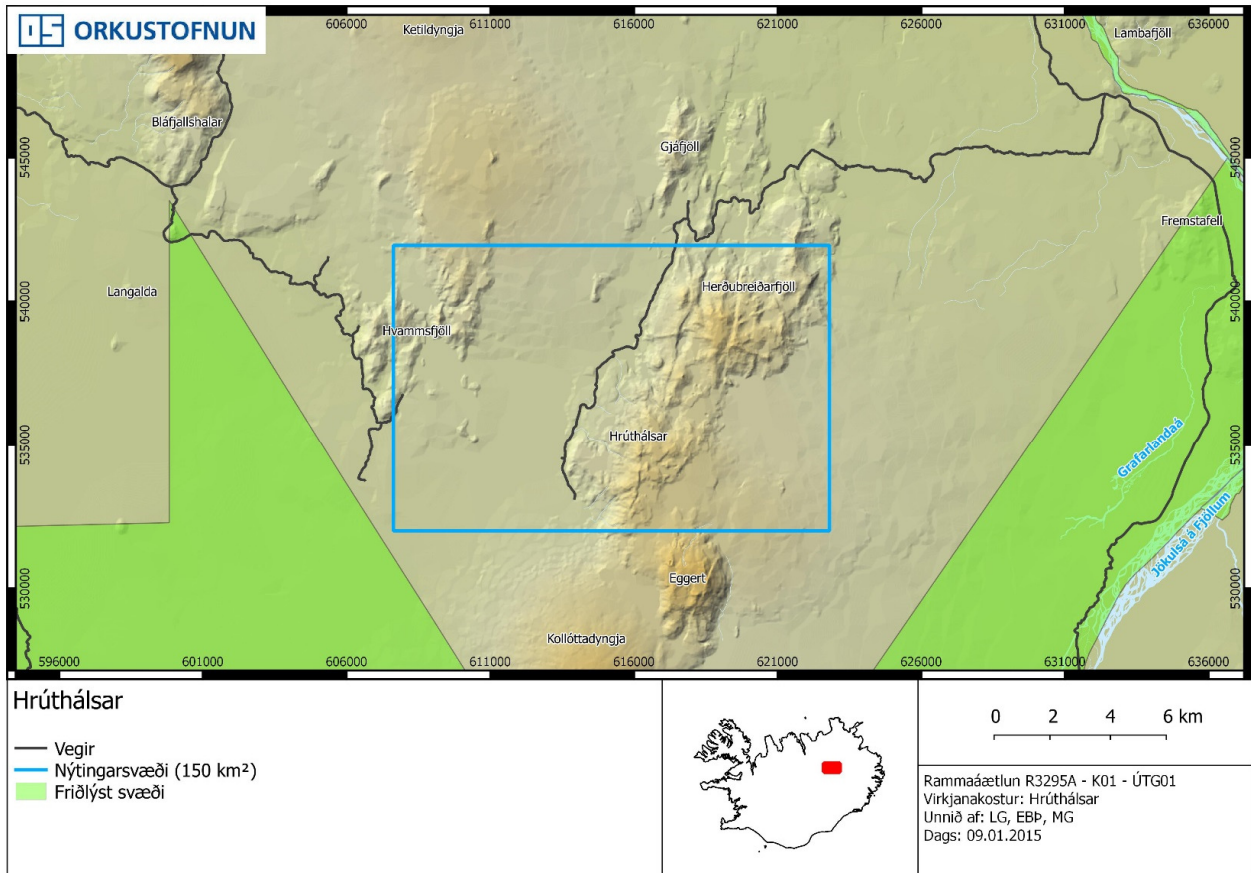 OS ORKUSTOFNUN
606000 611000 616000 621000 626000 631000 636000
Ketildyngja
Lambafjöll
Bláfjallshalar
545000
Gjáfjöll
545000
Fremstafell
Langalda
Herðubreiðarfjöll
540000
540000
Hvammsfjöll
Hrúthálsar
535000
535000
Grafarlandaá
Jökulsá á Fjöllum
Eggert
530000
530000
Kollóttadyngja
596000 601000 606000 611000 616000 621000 626000 631000 636000
Hrúthálsar
Vegir
Nýtingarsvæði (150 km²)
Friðlýst svæði
0 2 4 6 km
Rammaáætlun R3295A - K01 - ÚTG01
Virkjanakostur: Hrúthálsar
Unnið af: LG, EBÞ, MG
Dags: 09.01.2015